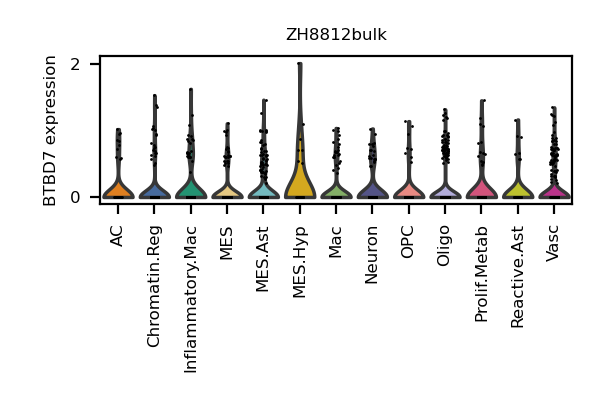 ZH8812bulk
BTBD7 expression
2
0
AC
Chromatin.Reg
Inflammatory.Mac
MES
MES.Ast
MES.Hyp
Mac
Neuron
OPC
Oligo
Prolif.Metab
Reactive.Ast
Vasc